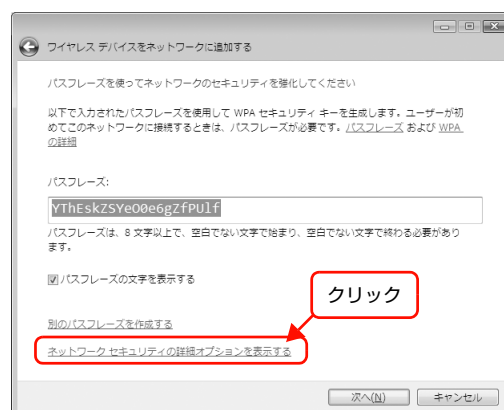 ワイヤレス デバイスをネットワークに追加する
パスフレーズを使ってネットワークのセキュリティを強化してください
以下で入力されたパスフレーズを使用して WPA セキュリティ キーを生成します。ユーザーが初
めてこのネットワークに接続するときは、パスフレーズが必要です。パスフレーズ および WPA
の詳細
パスフレーズ:
YThEskZSYeO0e6gZfPUlf
パスフレーズは、8 文字以上で、空白でない文字で始まり、空白でない文字で終わる必要があり
ます。
パスフレーズの文字を表示する
クリック
別のパスフレーズを作成する
ネットワーク セキュリティの詳細オプションを表示する
次へ(N)
キャンセル